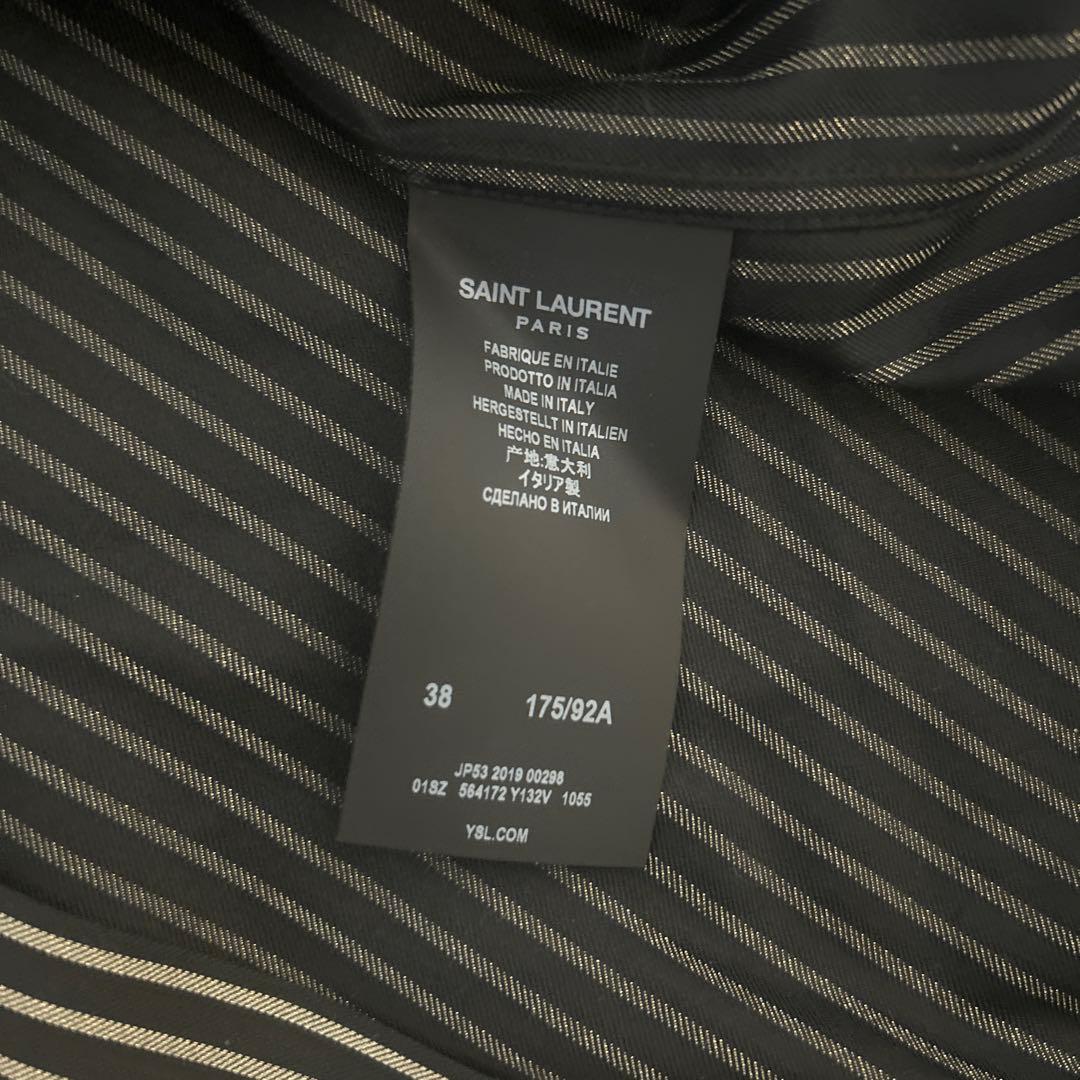 SAINT LAURENT
PARIS
FABRIQUE EN ITALIE
PRODOTTO IN ITALIA
MADE IN ITALY
HERGESTELLT IN ITALIEN
HECHO EN ITALIA
产地:意大利
イタリア製
СДЕЛАНО В ИТАЛИИ
38 175/92A
JP53 2019 00298
01SZ 564172 Y132V 1055
YSL.COM